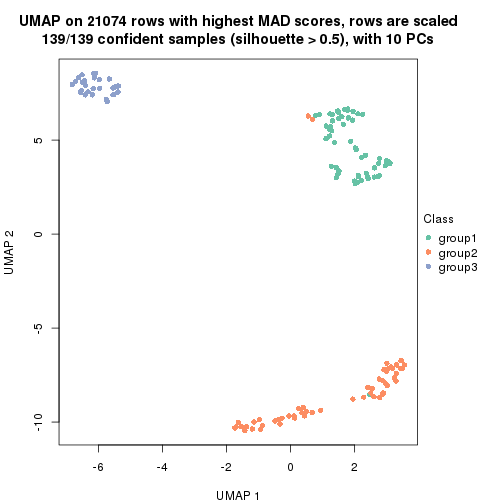 UMAP on 21074 rows with highest MAD scores, rows are scaled
139/139 confident samples (silhouette > 0.5), with 10 PCs
5
0
-5
-10
UMAP 2
-6
-4
-2
0
2
UMAP 1
Class
group1
group2
group3